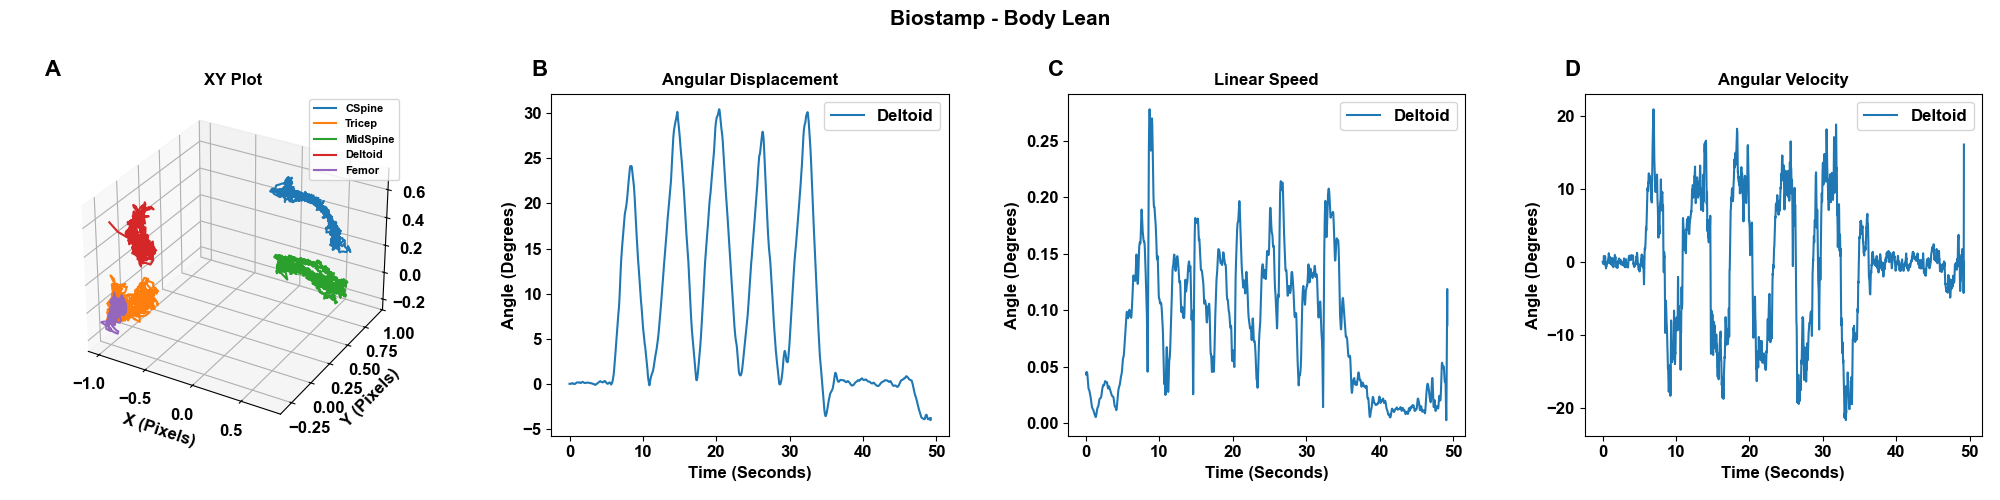 Biostamp - Body Lean
A
XY Plot
CSpine
Tricep
MidSpine
Deltoid
Femor
0.6
0.4
0.2
0.0
−0.2
1.00
0.75
0.50
0.25
0.00
−0.25
Y (Pixels)
−1.0
−0.5
0.0
0.5
X (Pixels)
B
Angular Displacement
Deltoid
30
25
20
15
10
5
0
−5
Angle (Degrees)
0 10 20 30 40 50
Time (Seconds)
C
Linear Speed
Deltoid
0.25
0.20
0.15
0.10
0.05
0.00
Angle (Degrees)
0 10 20 30 40 50
Time (Seconds)
D
Angular Velocity
Deltoid
20
10
0
−10
−20
Angle (Degrees)
0 10 20 30 40 50
Time (Seconds)